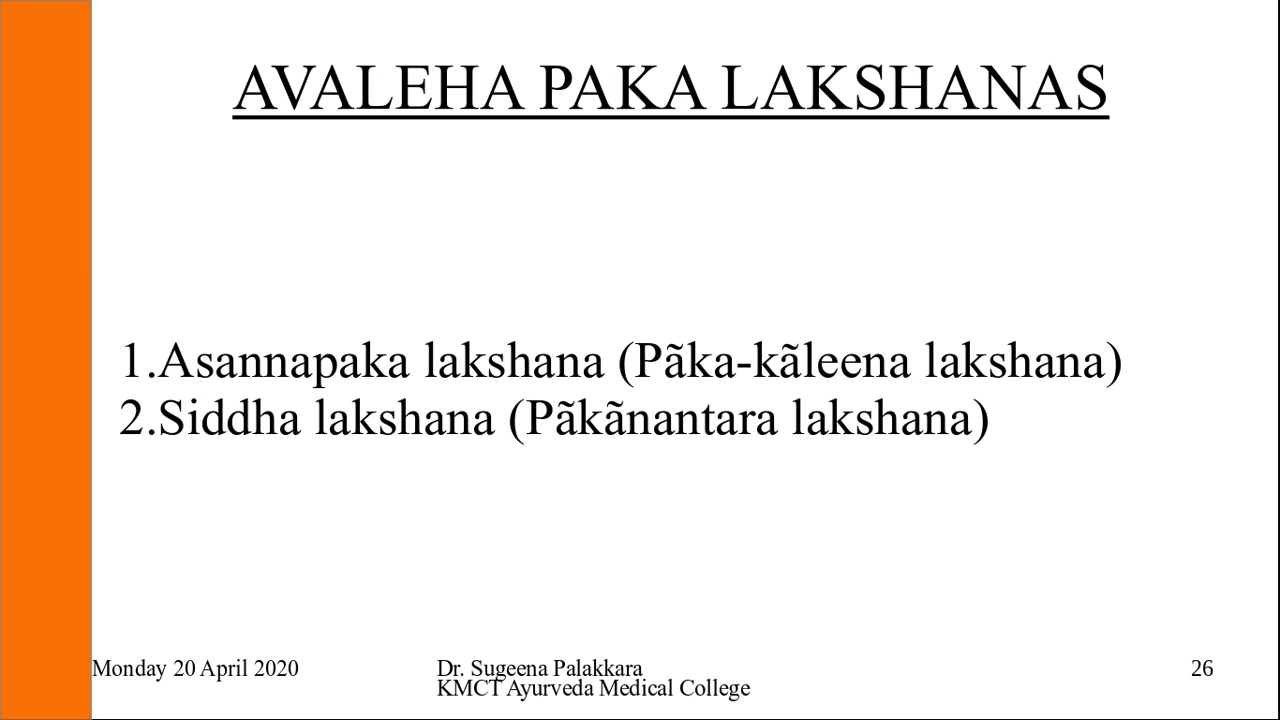 AVALEHA PAKA LAKSHANAS
1.Asannapaka lakshana (Pãka-kãleena lakshana)
2.Siddha lakshana (Pãkãnantara lakshana)
Monday 20 April 2020
Dr. Sugeena Palakkara
KMCT Ayurveda Medical College
26